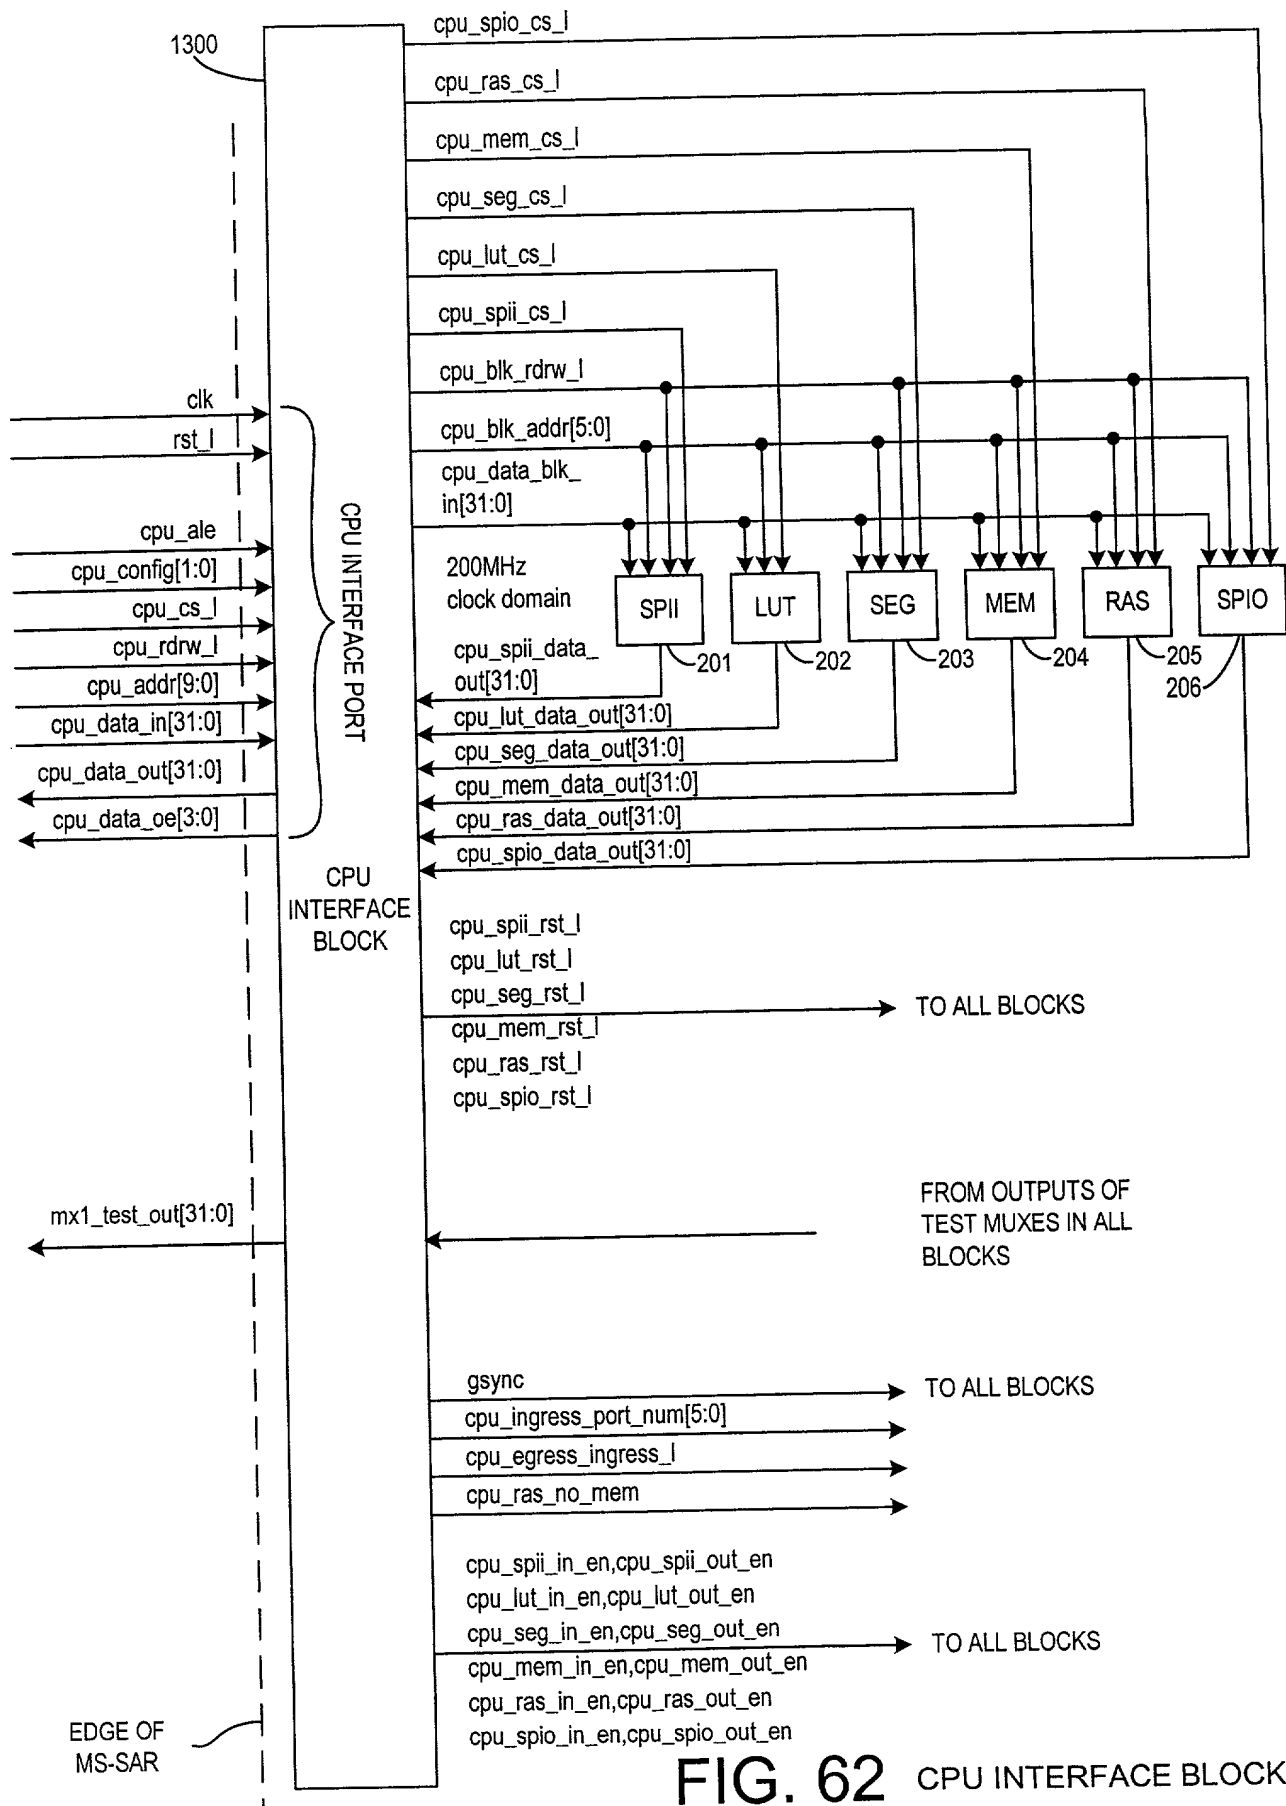 1300
cpu_spio_cs_l
cpu_ras_cs_l
cpu_mem_cs_l
cpu_seg_cs_l
cpu_lut_cs_l
cpu_spii_cs_l
cpu_blk_rdrw_l
cpu_blk_addr[5:0]
cpu_data_blk_
in[31:0]
clk
rst_l
cpu_ale
cpu_config[1:0]
cpu_cs_l
cpu_rdrw_l
cpu_addr[9:0]
cpu_data_in[31:0]
cpu_data_out[31:0]
cpu_data_oe[3:0]
CPU INTERFACE PORT
200MHz
clock domain
SPII
LUT
SEG
MEM
RAS
SPIO
201
202
203
204
205
206
cpu_spii_data_
out[31:0]
cpu_lut_data_out[31:0]
cpu_seg_data_out[31:0]
cpu_mem_data_out[31:0]
cpu_ras_data_out[31:0]
cpu_spio_data_out[31:0]
CPU
INTERFACE
BLOCK
cpu_spii_rst_l
cpu_lut_rst_l
cpu_seg_rst_l
cpu_mem_rst_l
cpu_ras_rst_l
cpu_spio_rst_l
TO ALL BLOCKS
mx1_test_out[31:0]
FROM OUTPUTS OF
TEST MUXES IN ALL
BLOCKS
gsync
TO ALL BLOCKS
cpu_ingress_port_num[5:0]
cpu_egress_ingress_l
cpu_ras_no_mem
cpu_spii_in_en,cpu_spii_out_en
cpu_lut_in_en,cpu_lut_out_en
cpu_seg_in_en,cpu_seg_out_en
cpu_mem_in_en,cpu_mem_out_en
cpu_ras_in_en,cpu_ras_out_en
cpu_spio_in_en,cpu_spio_out_en
TO ALL BLOCKS
EDGE OF
MS-SAR
FIG. 62 CPU INTERFACE BLOCK